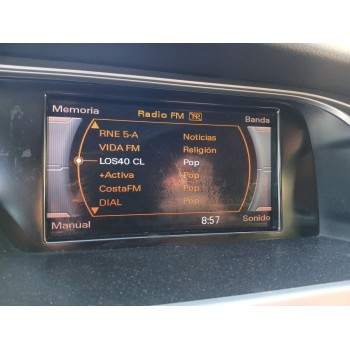 Memoria
Radio FM TP
Banda
RNE 5-A Noticias
VIDA FM Religión
LOS40 CL Pop
+Activa Pop
CostaFM Pop
DIAL Pop
Manual
8:57
Sonido